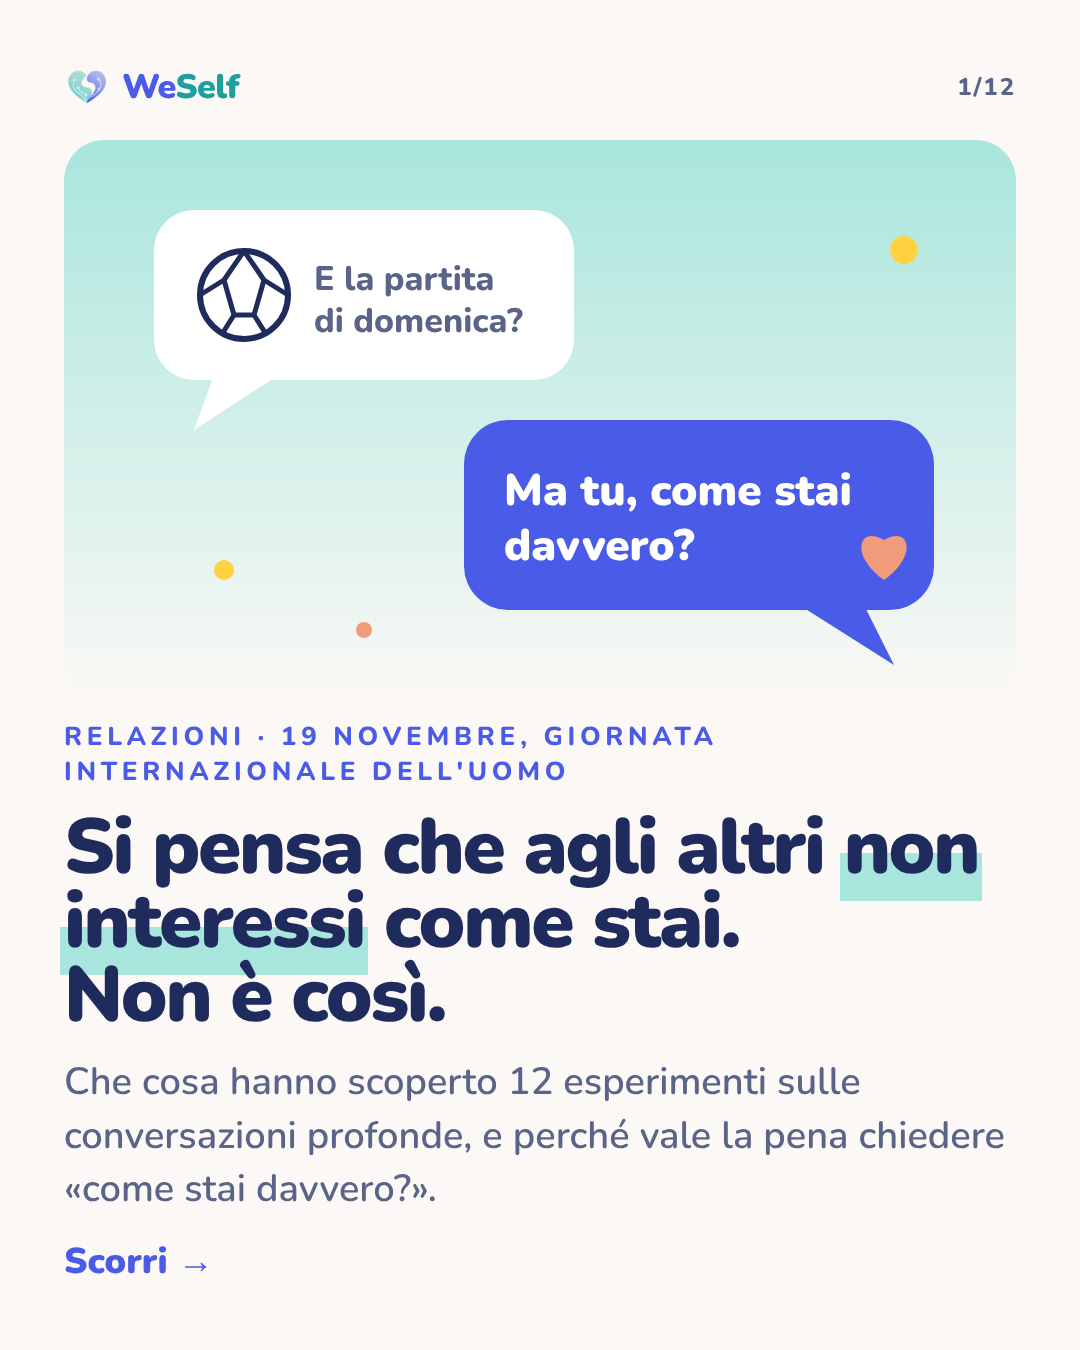 WeSelf
1/12
E la partita
di domenica?
Ma tu, come stai
davvero?
RELAZIONI · 19 NOVEMBRE, GIORNATA
INTERNAZIONALE DELL'UOMO
Si pensa che agli altri non
interessi come stai.
Non è così.
Che cosa hanno scoperto 12 esperimenti sulle
conversazioni profonde, e perché vale la pena chiedere
«come stai davvero?».
Scorri →